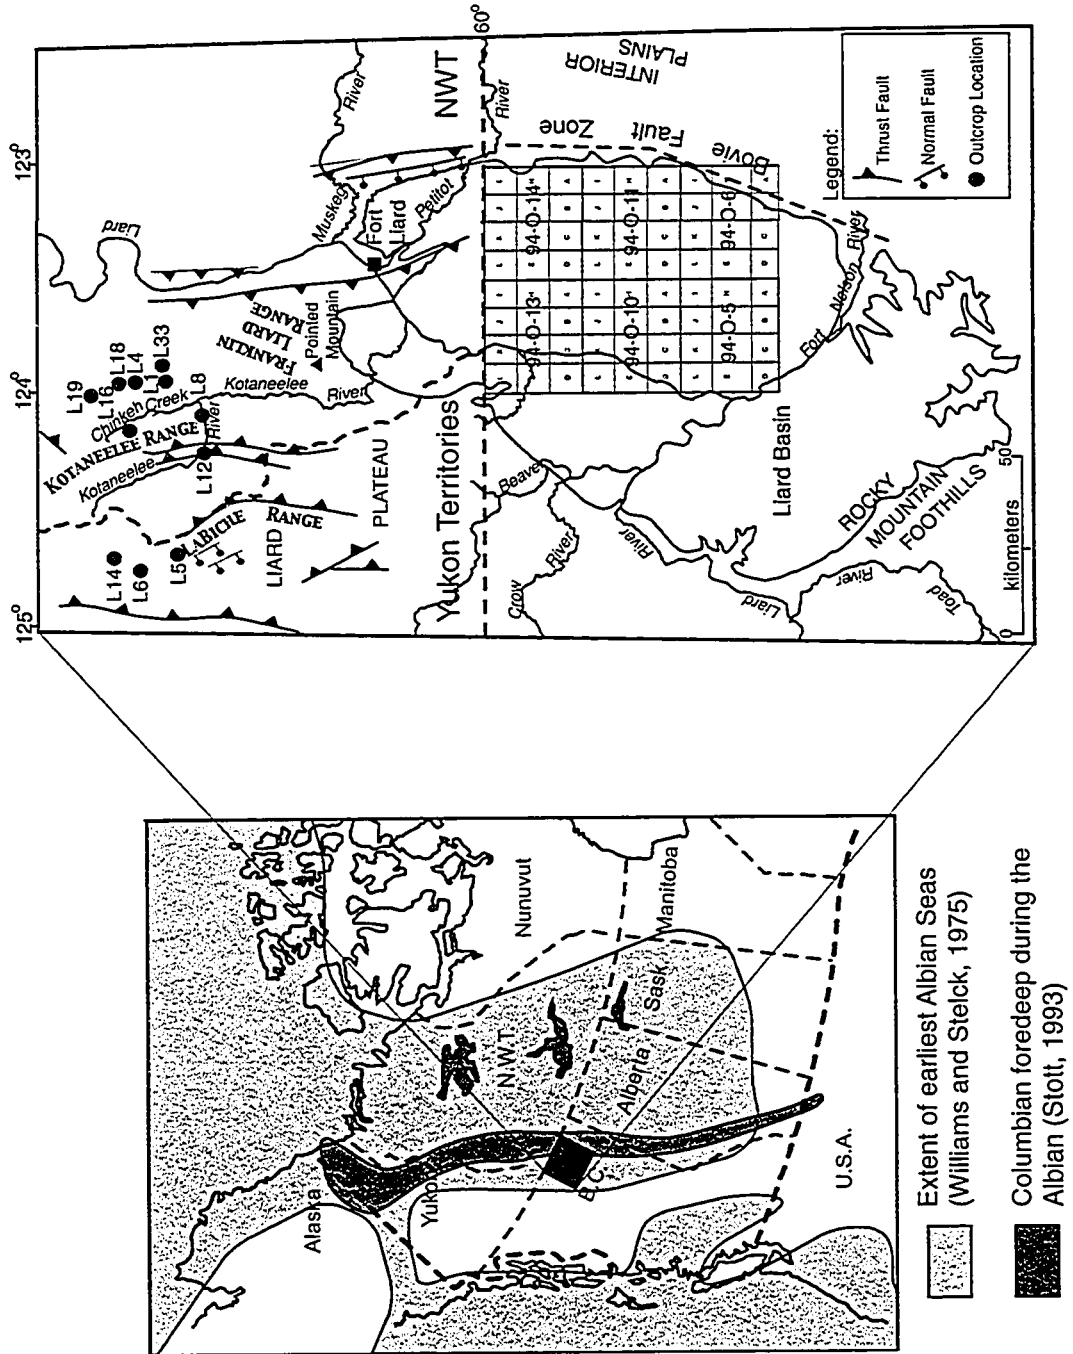 125°
124°
123°
60°
L14
L6
L5
L12
L8
L19
L16
L18
L4
L1
L33
Chinkeh Creek
KOTANEELEE RANGE
Kotaneelee
River
Kotaneelee
River
LABICHE
RANGE
LIARD
PLATEAU
FRANKLIN
LIARD
RANGE
Pointed
Mountain
Liard
Muskeg
River
Fort
Liard
Petitot
River
NWT
Yukon Territories
INTERIOR
PLAINS
Bovie
Fault
Zone
94-O-13
94-O-14
94-O-10
94-O-11
94-O-5
94-O-6
Beaver
Crow
River
River
Liard
Toad
River
Liard Basin
Fort
Nelson
River
ROCKY
MOUNTAIN
FOOTHILLS
0
50
kilometers
Legend:
Thrust Fault
Normal Fault
Outcrop Location
Alaska
Yukon
N.W.T
Nunuvut
B.C.
Alberta
Sask
Manitoba
U.S.A.
Extent of earliest Albian Seas
(Williams and Stelck, 1975)
Columbian foredeep during the
Albian (Stott, 1993)